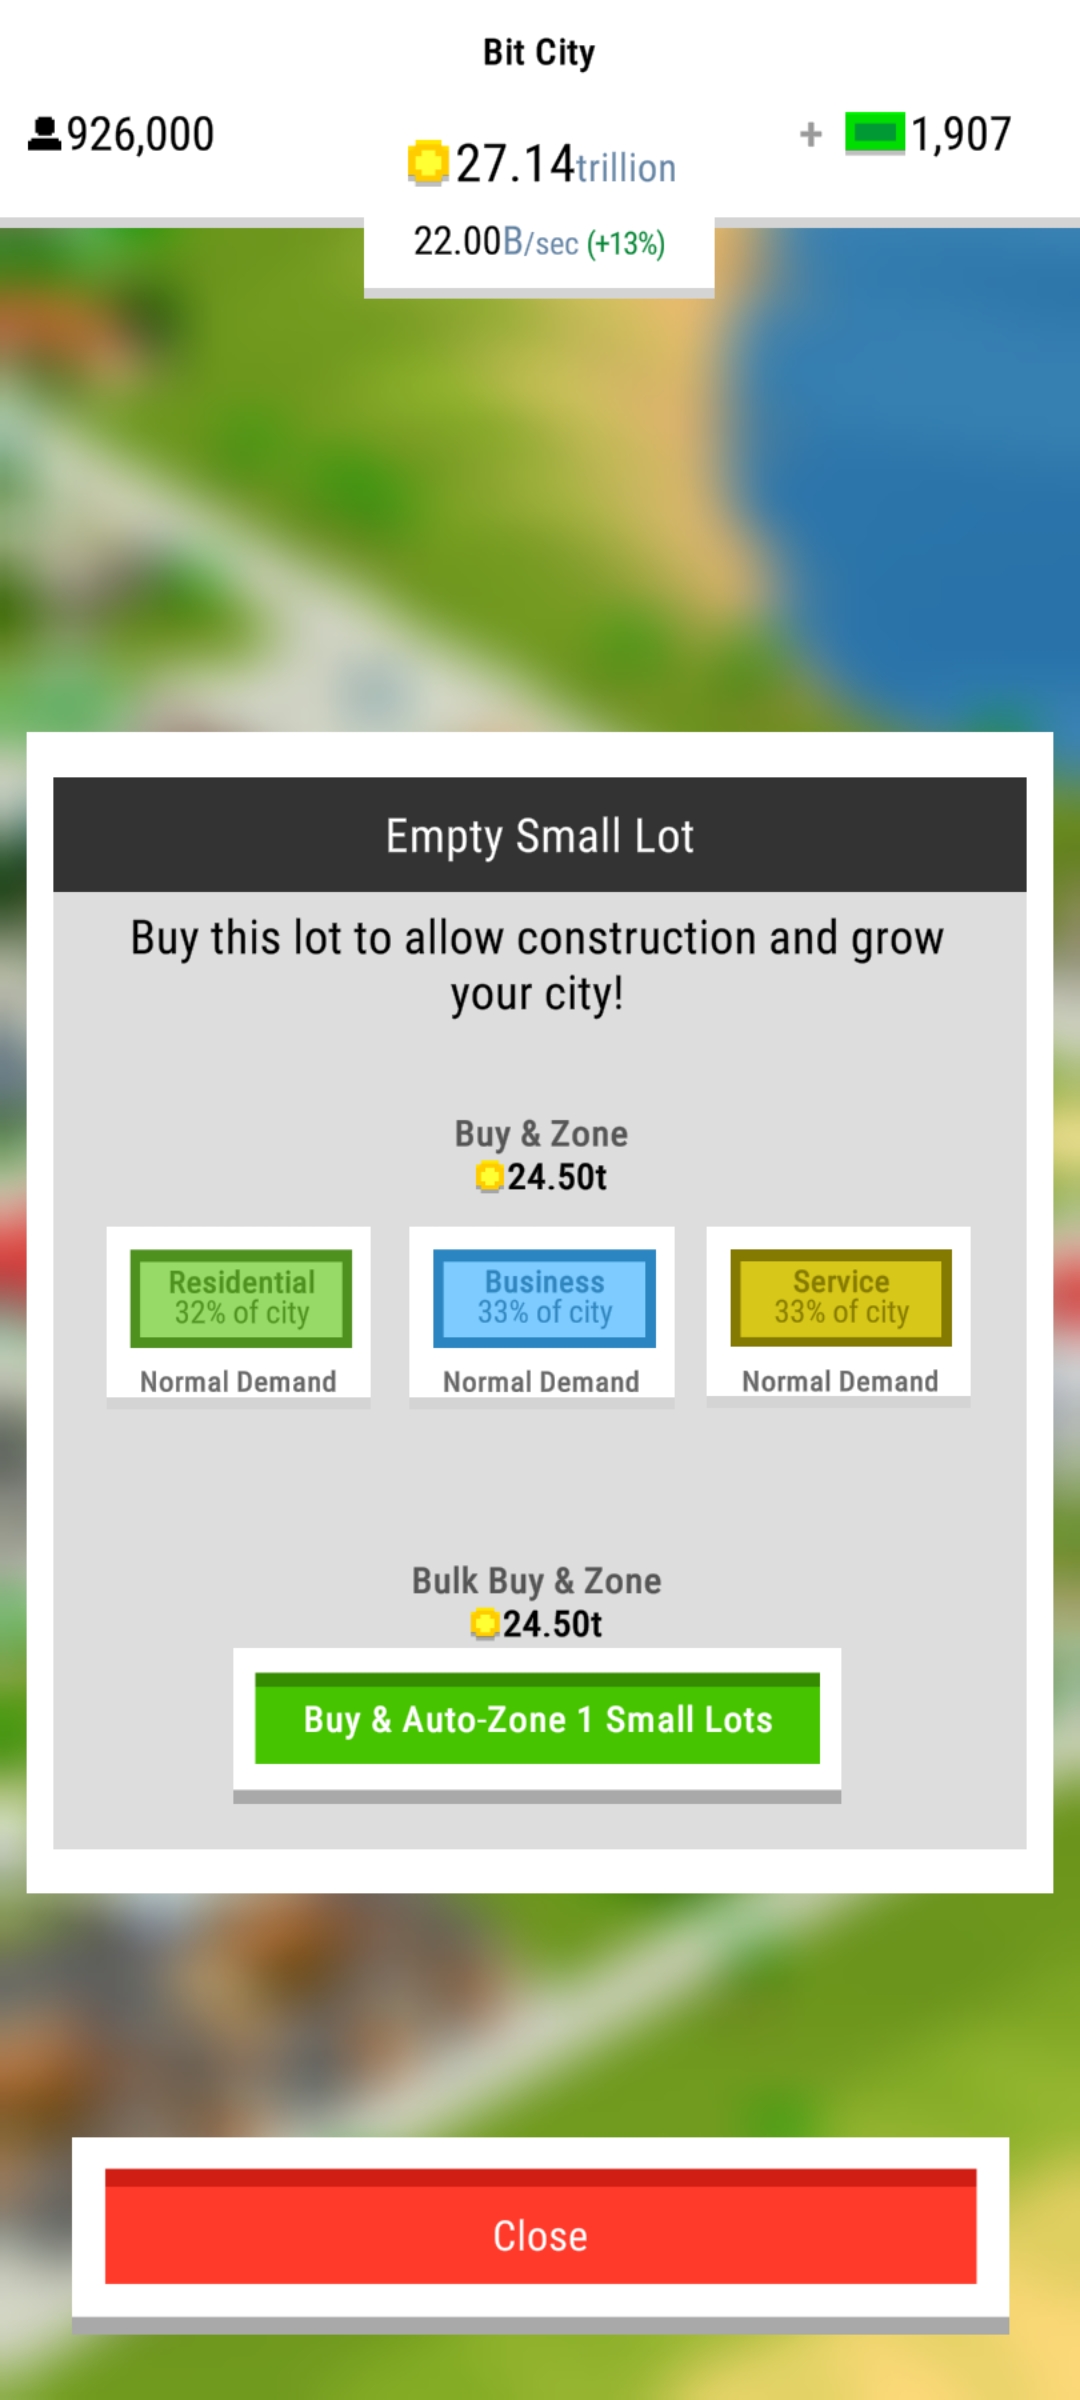 Bit City
926,000
27.14trillion
+ 1,907
22.00B/sec (+13%)
Empty Small Lot
Buy this lot to allow construction and grow
your city!
Buy & Zone
24.50t
Residential
32% of city
Normal Demand
Business
33% of city
Normal Demand
Service
33% of city
Normal Demand
Bulk Buy & Zone
24.50t
Buy & Auto-Zone 1 Small Lots
Close